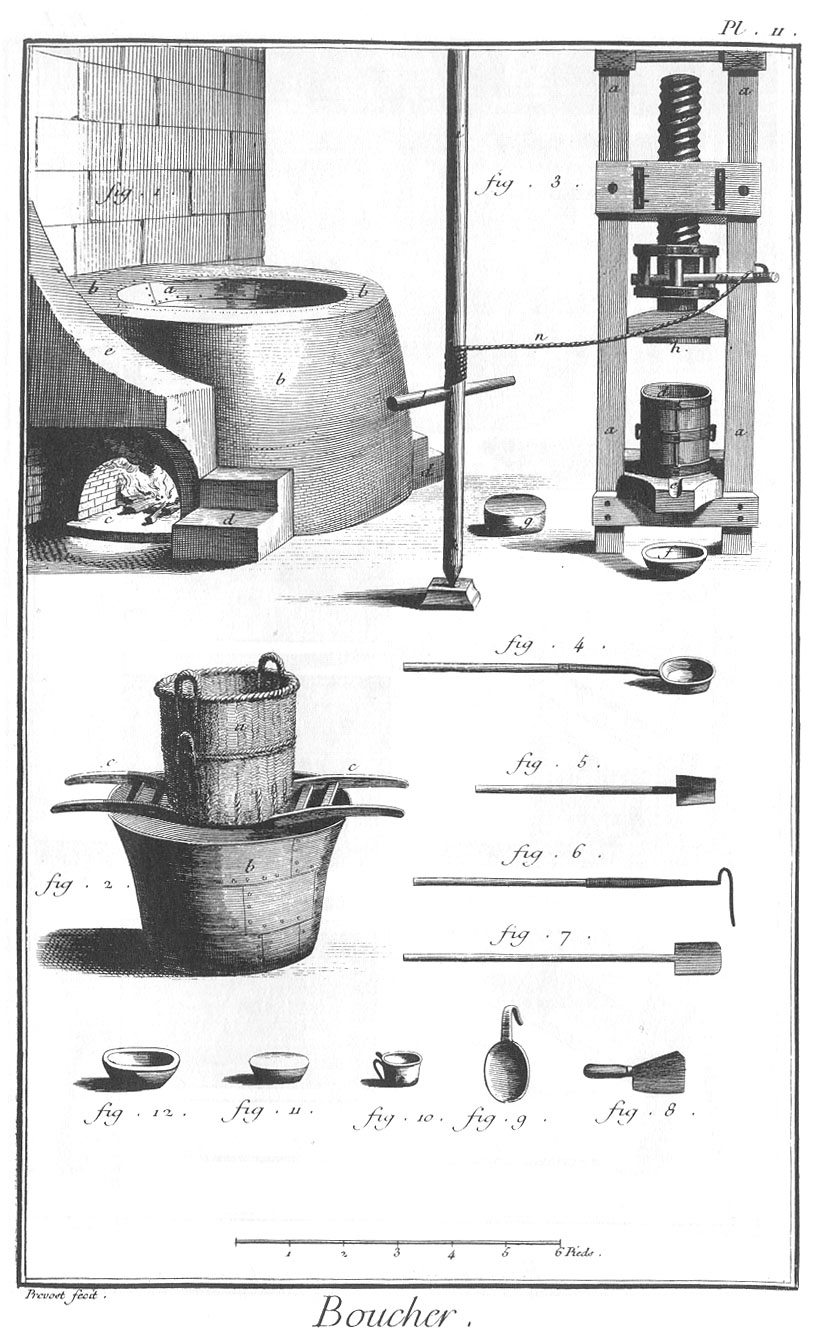 Pl. II.
fig. 1.
fig. 3.
a
a
i
b
a
b
m
n
e
h.
b
d
a
a
e
d
g
c
d
f
fig. 4.
a
c
c
fig. 5.
fig. 6.
b
fig. 2.
fig. 7.
fig. 12.
fig. 11.
fig. 10.
fig. 9.
fig. 8.
1 2 3 4 5 6 Pieds.
Prevost fecit.
Boucher.